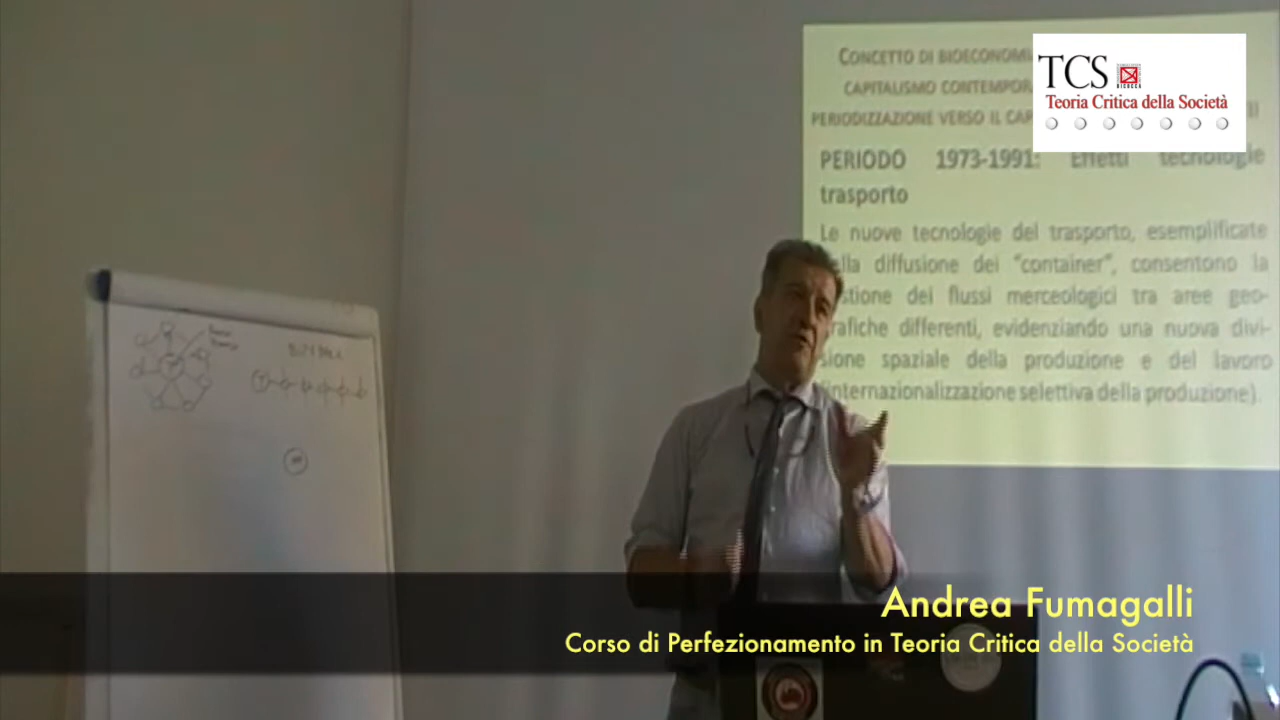 CONCETTO DI BIOECONOMI
CAPITALISMO CONTEMPOR
PERIODIZZAZIONE VERSO IL CAP
TCS
BICOCCA
Teoria Critica della Società
PERIODO 1973-1991: Effetti tecnologie
trasporto
Le nuove tecnologie del trasporto, esemplificate
lla diffusione dei "container", consentono la
stione dei flussi merceologici tra aree geo-
rafiche differenti, evidenziando una nuova divi-
sione spaziale della produzione e del lavoro
(internazionalizzazione selettiva della produzione).
Andrea Fumagalli
Corso di Perfezionamento in Teoria Critica della Società